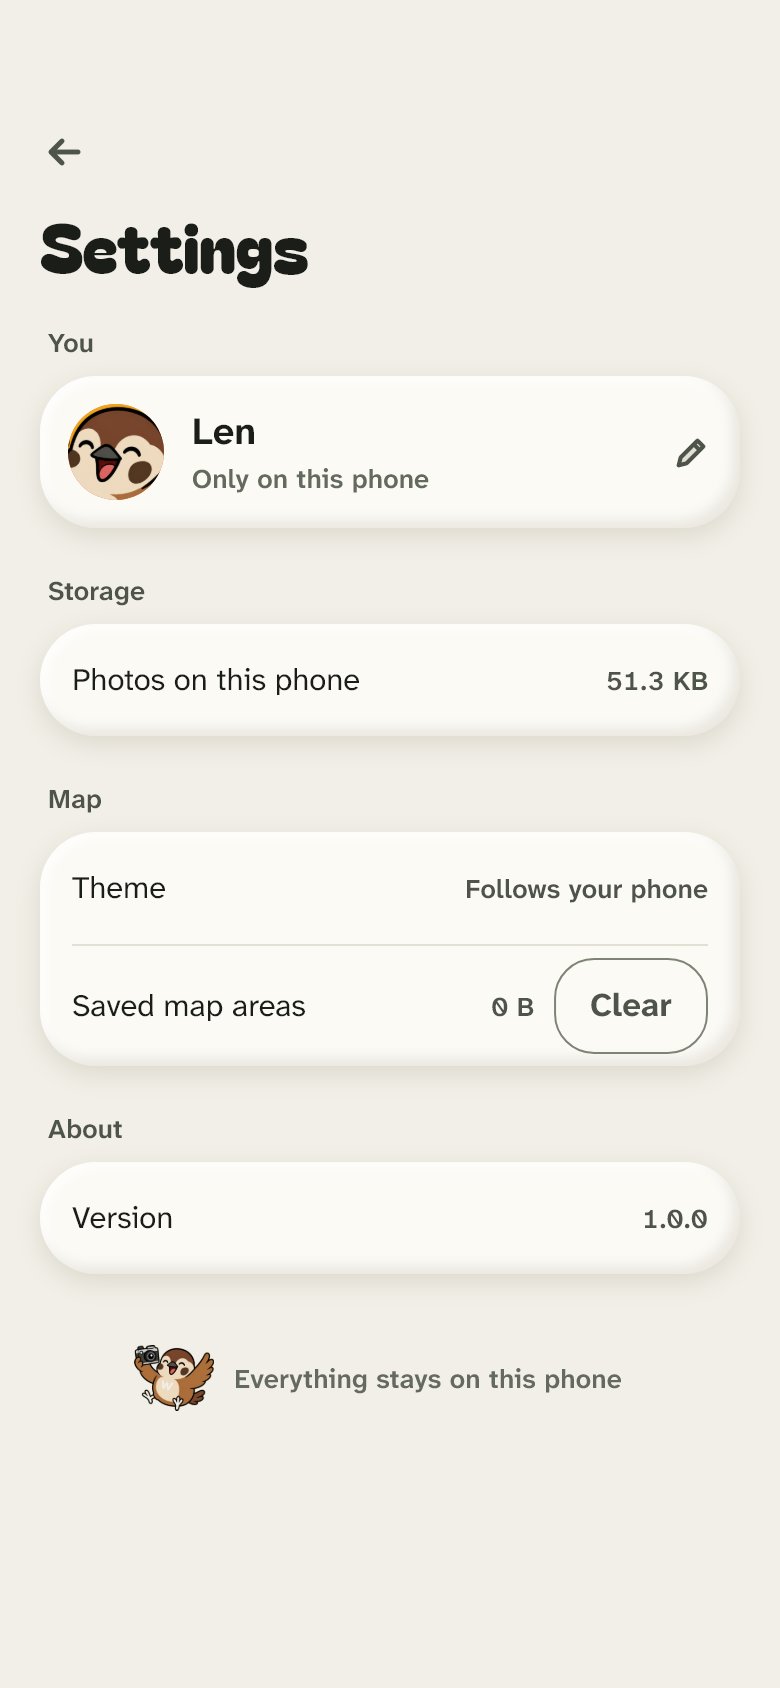 Settings
You
Len
Only on this phone
Storage
Photos on this phone 51.3 KB
Map
Theme Follows your phone
Saved map areas 0 B Clear
About
Version 1.0.0
Everything stays on this phone